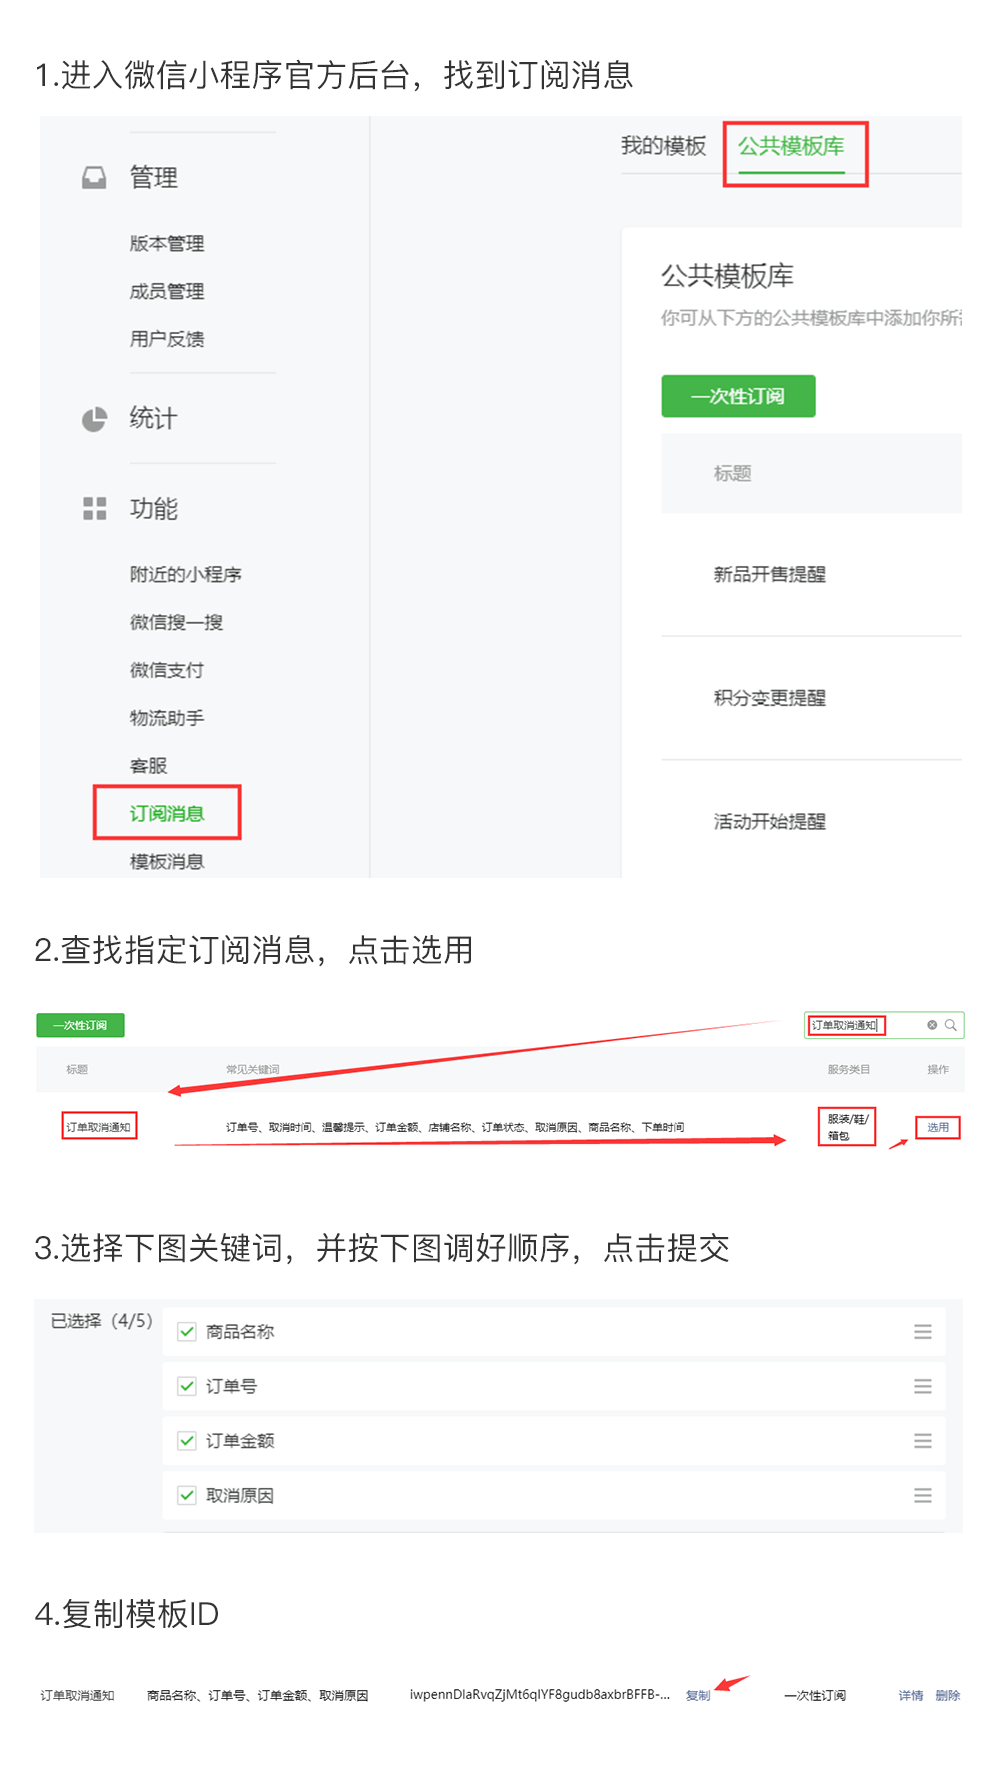 1.进入微信小程序官方后台，找到订阅消息
管理
版本管理
成员管理
用户反馈
统计
功能
附近的小程序
微信搜一搜
微信支付
物流助手
客服
订阅消息
模板消息
我的模板 公共模板库
公共模板库
你可从下方的公共模板库中添加你所
一次性订阅
标题
新品开售提醒
积分变更提醒
活动开始提醒
2.查找指定订阅消息，点击选用
一次性订阅 订单取消通知
标题 常见关键词 服务类目 操作
订单取消通知 订单号、取消时间、温馨提示、订单金额、店铺名称、订单状态、取消原因、商品名称、下单时间 服装/鞋/
箱包 选用
3.选择下图关键词，并按下图调好顺序，点击提交
已选择（4/5）
商品名称
订单号
订单金额
取消原因
4.复制模板ID
订单取消通知 商品名称、订单号、订单金额、取消原因 iwpennDlaRvqZjMt6qIYF8gudb8axbrBFFB-... 复制 一次性订阅 详情 删除